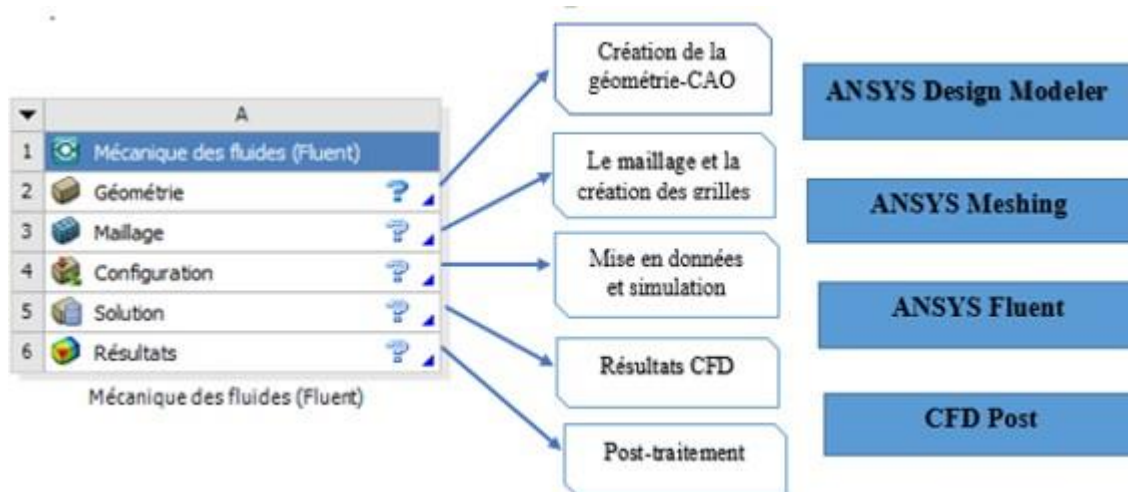 A
1 Mécanique des fluides (Fluent)
2 Géométrie ?
3 Maillage ?
4 Configuration ?
5 Solution ?
6 Résultats ?
Mécanique des fluides (Fluent)
Création de la
géométrie-CAO
Le maillage et la
création des grilles
Mise en données
et simulation
Résultats CFD
Post-traitement
ANSYS Design Modeler
ANSYS Meshing
ANSYS Fluent
CFD Post